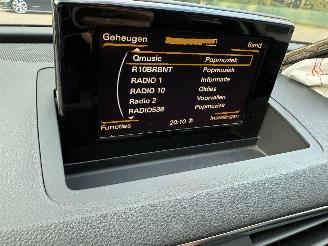 Geheugen
Band
Qmusic Popmuziek
R10BRBNT Popmuziek
RADIO 1 Informatie
RADIO 10 Oldies
Radio 2 Voorvallen
RADIO538 Popmuziek
Functies 20:10 Instellingen